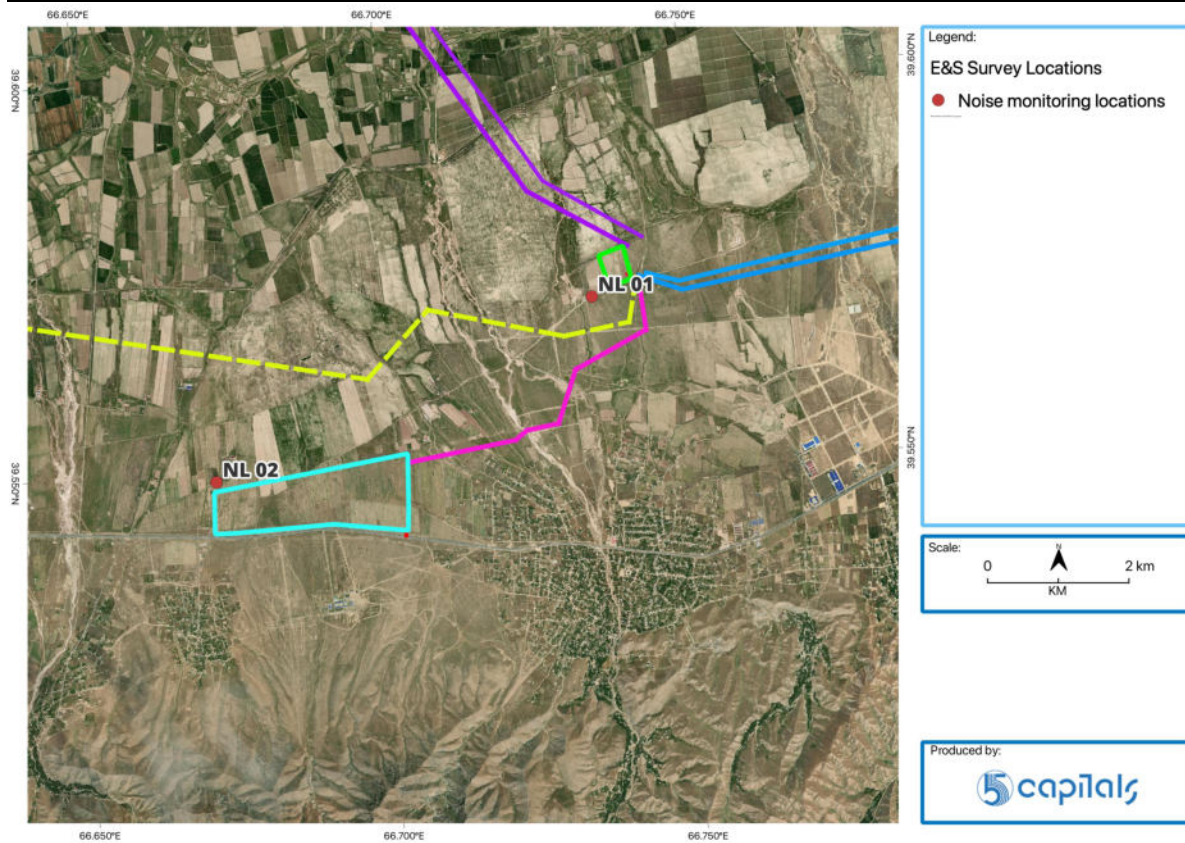 66.650°E
66.700°E
66.750°E
39.600°N
39.600°N
39.550°N
39.550°N
NL 01
NL 02
66.650°E
66.700°E
66.750°E
Legend:
E&S Survey Locations
Noise monitoring locations
Scale:
N
0
2 km
KM
Produced by:
5 capitals